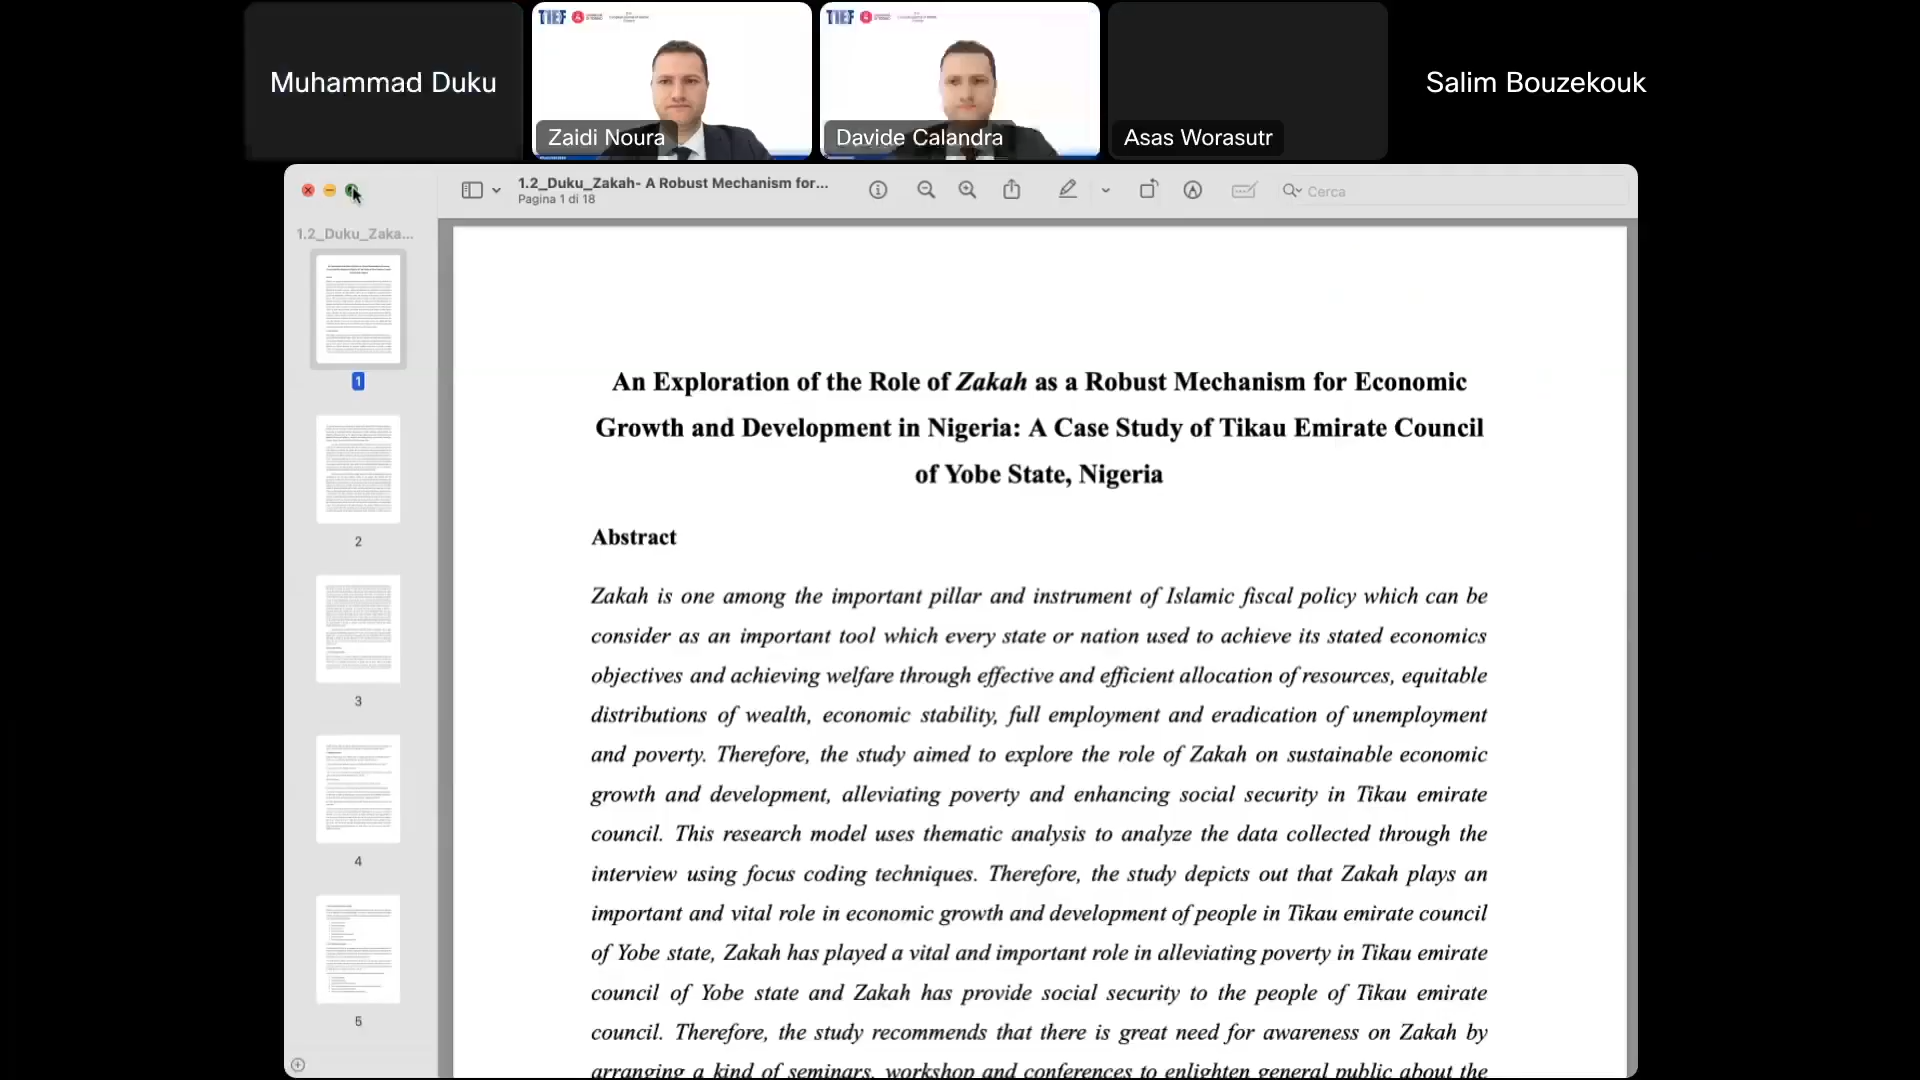 Muhammad Duku
TIEF
Zaidi Noura
TIEF
Davide Calandra
Asas Worasutr
Salim Bouzekouk
1.2_Duku_Zakah- A Robust Mechanism for...
Pagina 1 di 18
Cerca
1.2_Duku_Zaka...
1
2
3
4
5
An Exploration of the Role of Zakah as a Robust Mechanism for Economic
Growth and Development in Nigeria: A Case Study of Tikau Emirate Council
of Yobe State, Nigeria
Abstract
Zakah is one among the important pillar and instrument of Islamic fiscal policy which can be
consider as an important tool which every state or nation used to achieve its stated economics
objectives and achieving welfare through effective and efficient allocation of resources, equitable
distributions of wealth, economic stability, full employment and eradication of unemployment
and poverty. Therefore, the study aimed to explore the role of Zakah on sustainable economic
growth and development, alleviating poverty and enhancing social security in Tikau emirate
council. This research model uses thematic analysis to analyze the data collected through the
interview using focus coding techniques. Therefore, the study depicts out that Zakah plays an
important and vital role in economic growth and development of people in Tikau emirate council
of Yobe state, Zakah has played a vital and important role in alleviating poverty in Tikau emirate
council of Yobe state and Zakah has provide social security to the people of Tikau emirate
council. Therefore, the study recommends that there is great need for awareness on Zakah by
arranging a kind of seminars, workshop and conferences to enlighten general public about the